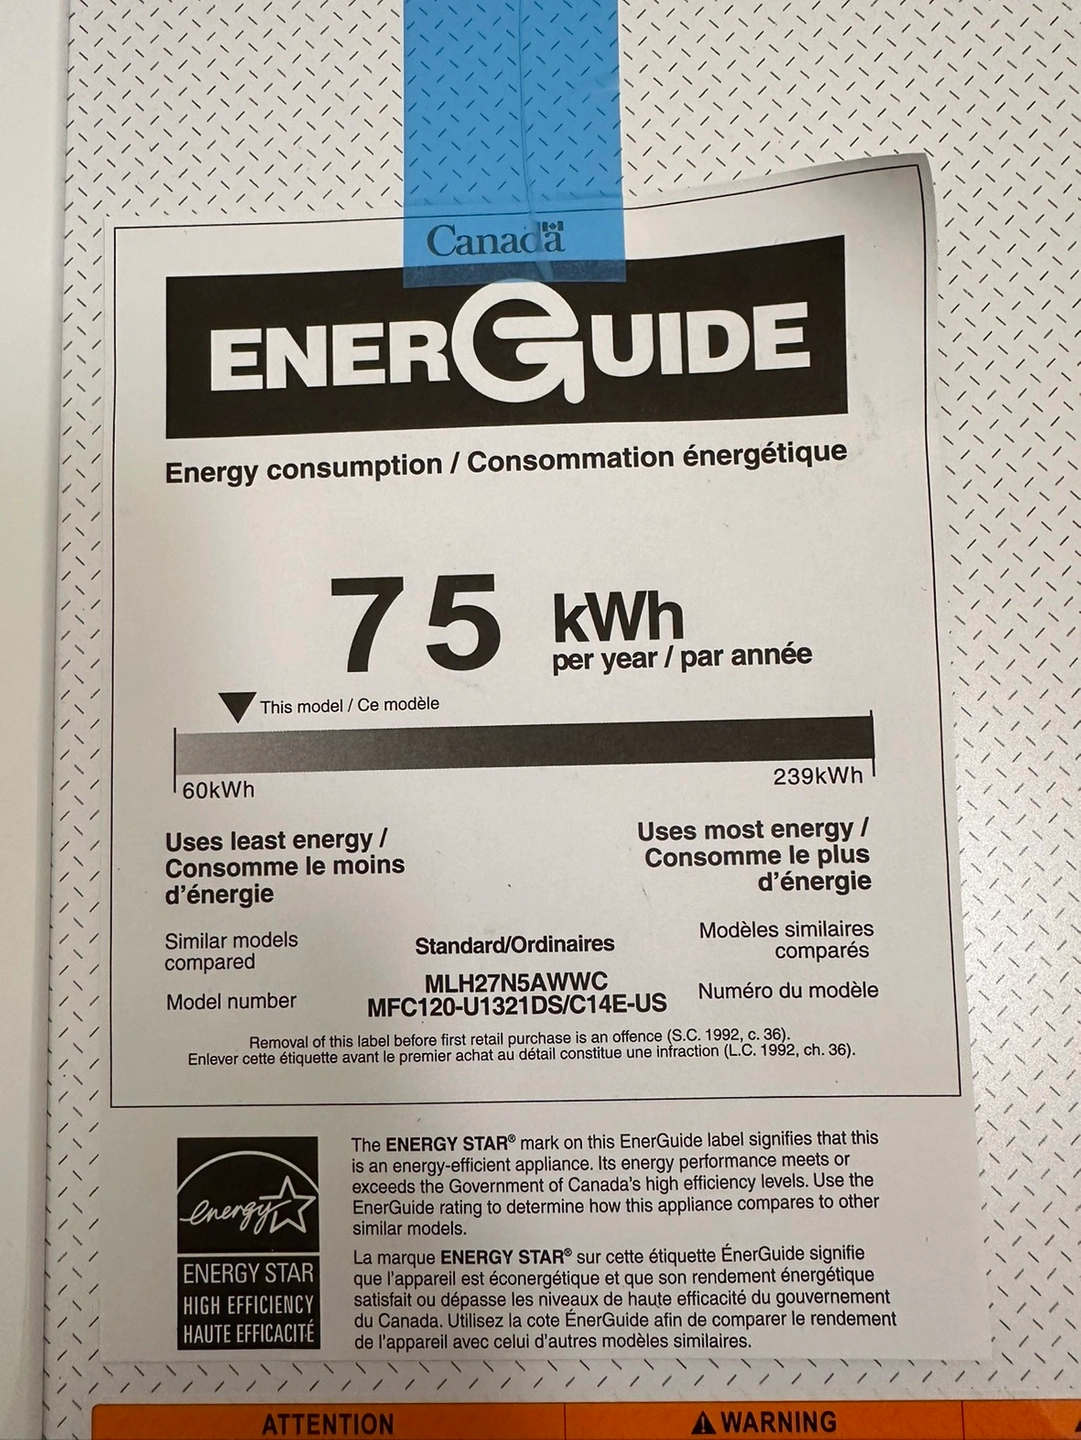 Canada
ENERGUIDE
Energy consumption / Consommation énergétique
75 kWh
per year / par année
This model / Ce modèle
60kWh
239kWh
Uses least energy /
Consomme le moins
d'énergie
Uses most energy /
Consomme le plus
d'énergie
Similar models
compared
Standard/Ordinaires
Modèles similaires
comparés
Model number
MLH27N5AWWC
MFC120-U1321DS/C14E-US
Numéro du modèle
Removal of this label before first retail purchase is an offence (S.C. 1992, c. 36).
Enlever cette étiquette avant le premier achat au détail constitue une infraction (L.C. 1992, ch. 36).
energy
ENERGY STAR
HIGH EFFICIENCY
HAUTE EFFICACITÉ
The ENERGY STAR® mark on this EnerGuide label signifies that this
is an energy-efficient appliance. Its energy performance meets or
exceeds the Government of Canada's high efficiency levels. Use the
EnerGuide rating to determine how this appliance compares to other
similar models.
La marque ENERGY STAR® sur cette étiquette ÉnerGuide signifie
que l'appareil est éconergétique et que son rendement énergétique
satisfait ou dépasse les niveaux de haute efficacité du gouvernement
du Canada. Utilisez la cote ÉnerGuide afin de comparer le rendement
de l'appareil avec celui d'autres modèles similaires.
ATTENTION
WARNING